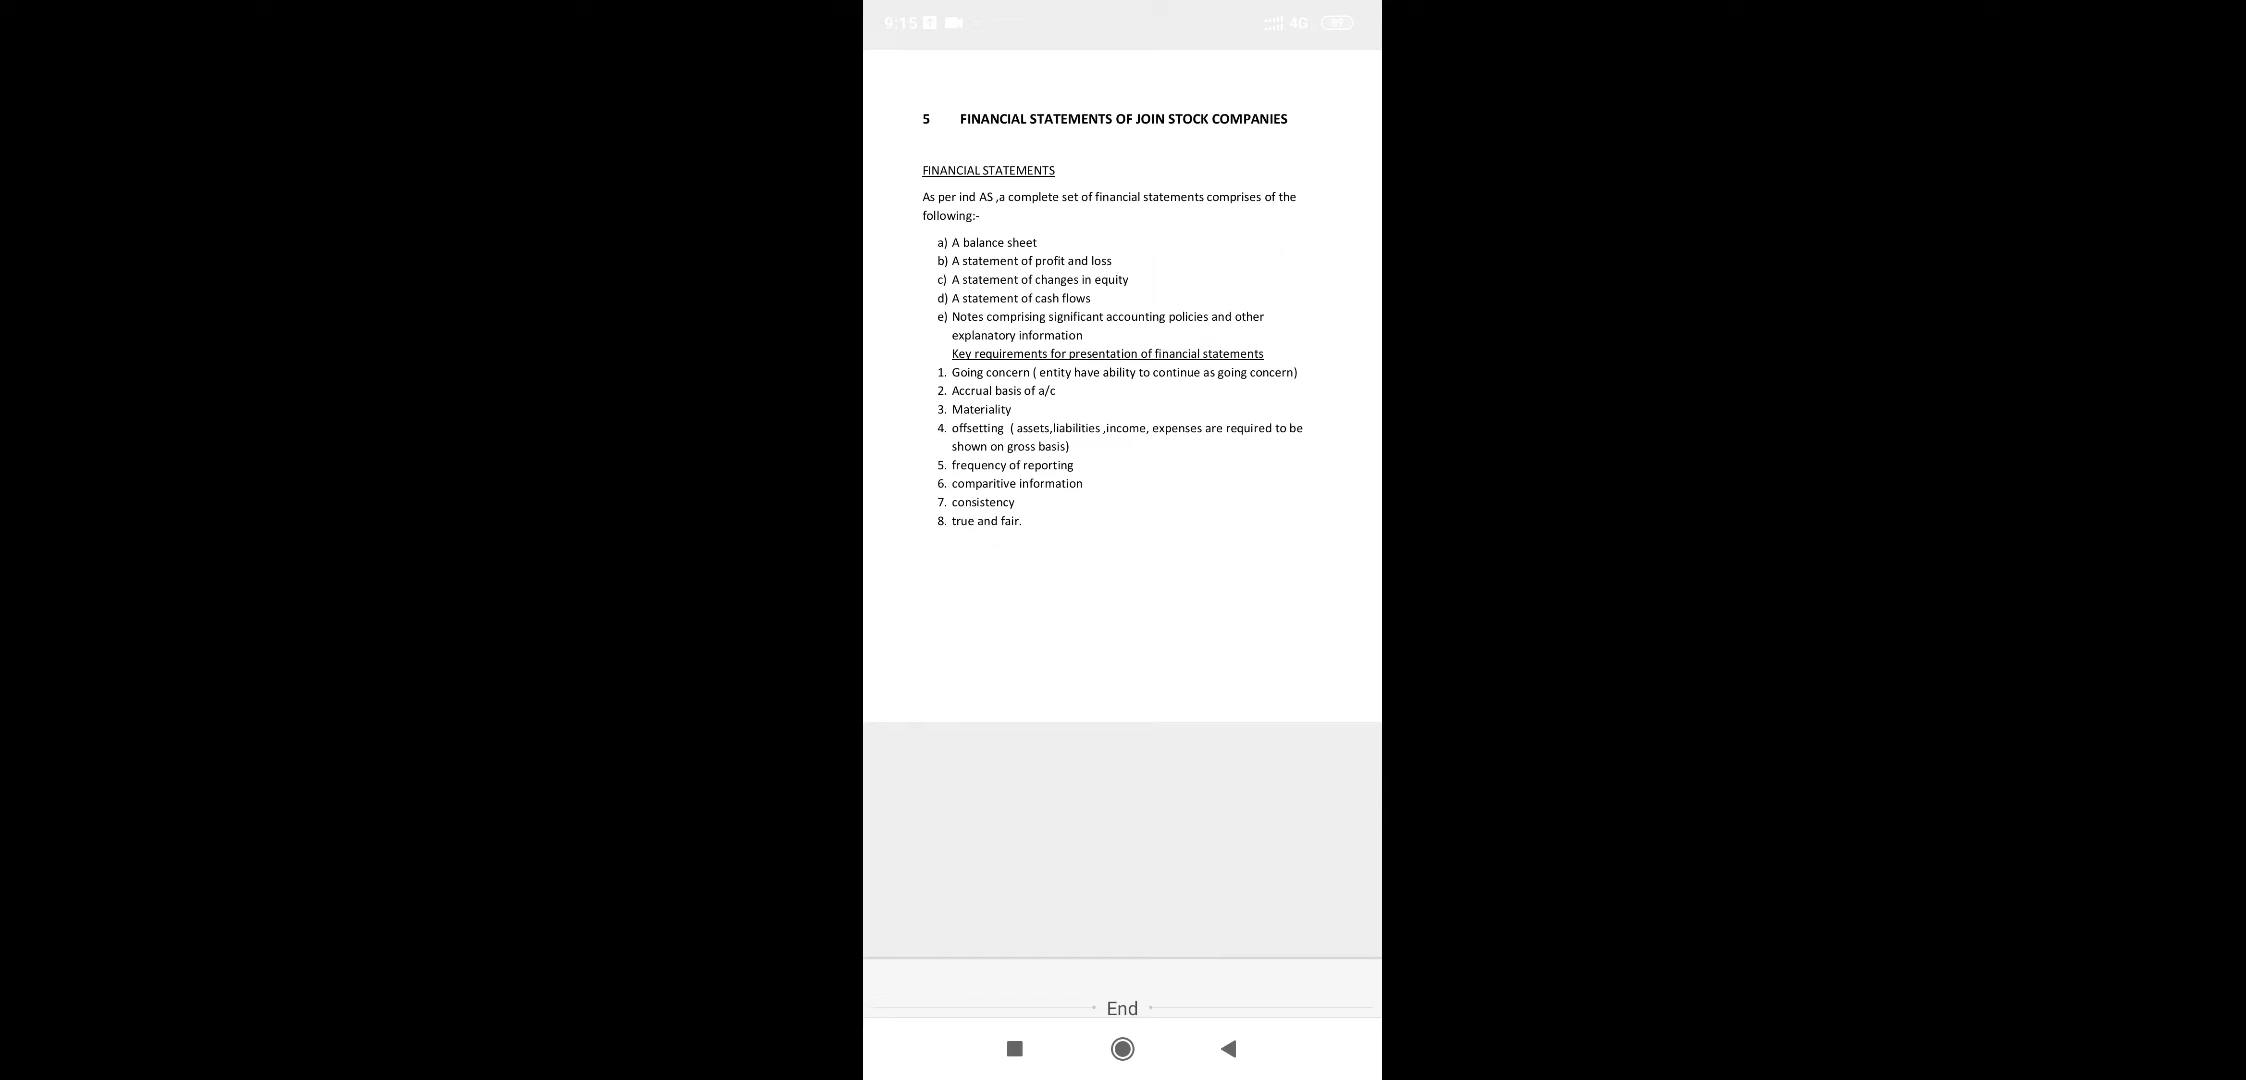 9:15
4G
5 FINANCIAL STATEMENTS OF JOIN STOCK COMPANIES
FINANCIAL STATEMENTS
As per ind AS ,a complete set of financial statements comprises of the
following:-
a) A balance sheet
b) A statement of profit and loss
c) A statement of changes in equity
d) A statement of cash flows
e) Notes comprising significant accounting policies and other
explanatory information
Key requirements for presentation of financial statements
1. Going concern ( entity have ability to continue as going concern)
2. Accrual basis of a/c
3. Materiality
4. offsetting ( assets,liabilities ,income, expenses are required to be
shown on gross basis)
5. frequency of reporting
6. comparitive information
7. consistency
8. true and fair.
End